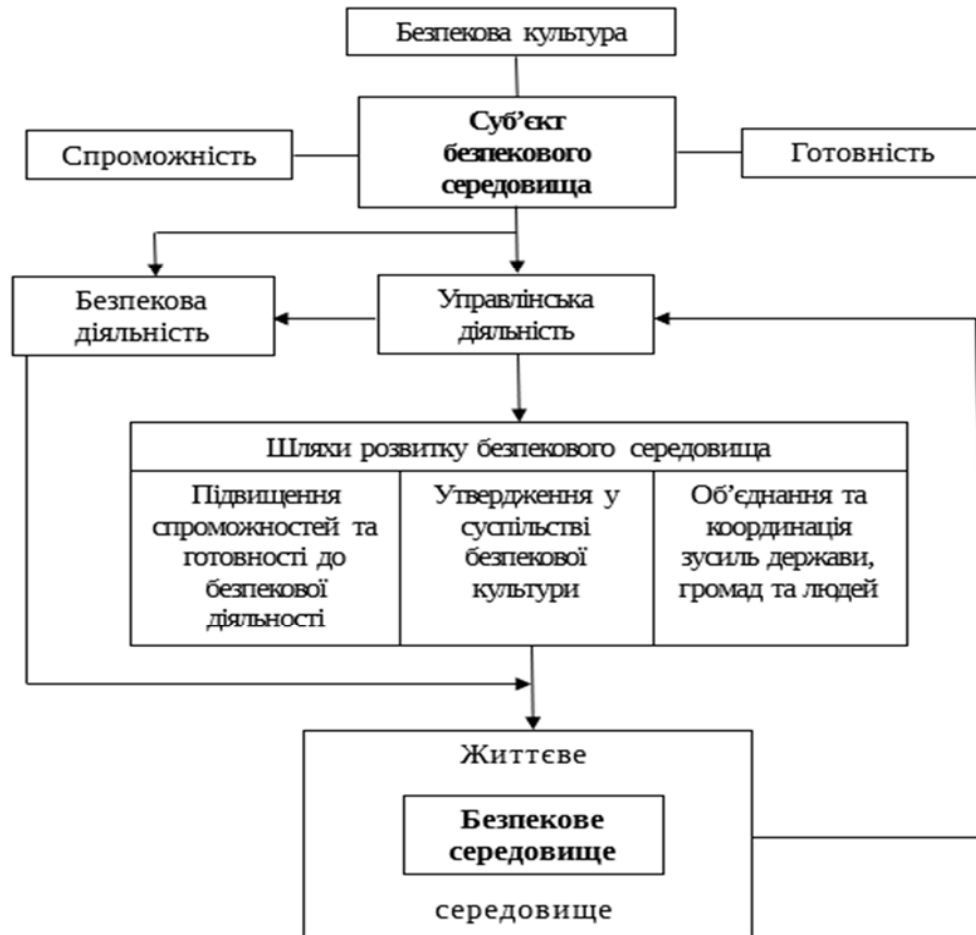 Безпекова культура
Суб’єкт
безпекового
середовища
Спроможність
Готовність
Безпекова
діяльність
Управлінська
діяльність
Шляхи розвитку безпекового середовища
Підвищення
спроможностей та
готовності до
безпекової
діяльності
Утвердження у
суспільстві
безпекової
культури
Об’єднання та
координація
зусиль держави,
громад та людей
Життєве
Безпекове
середовище
середовище